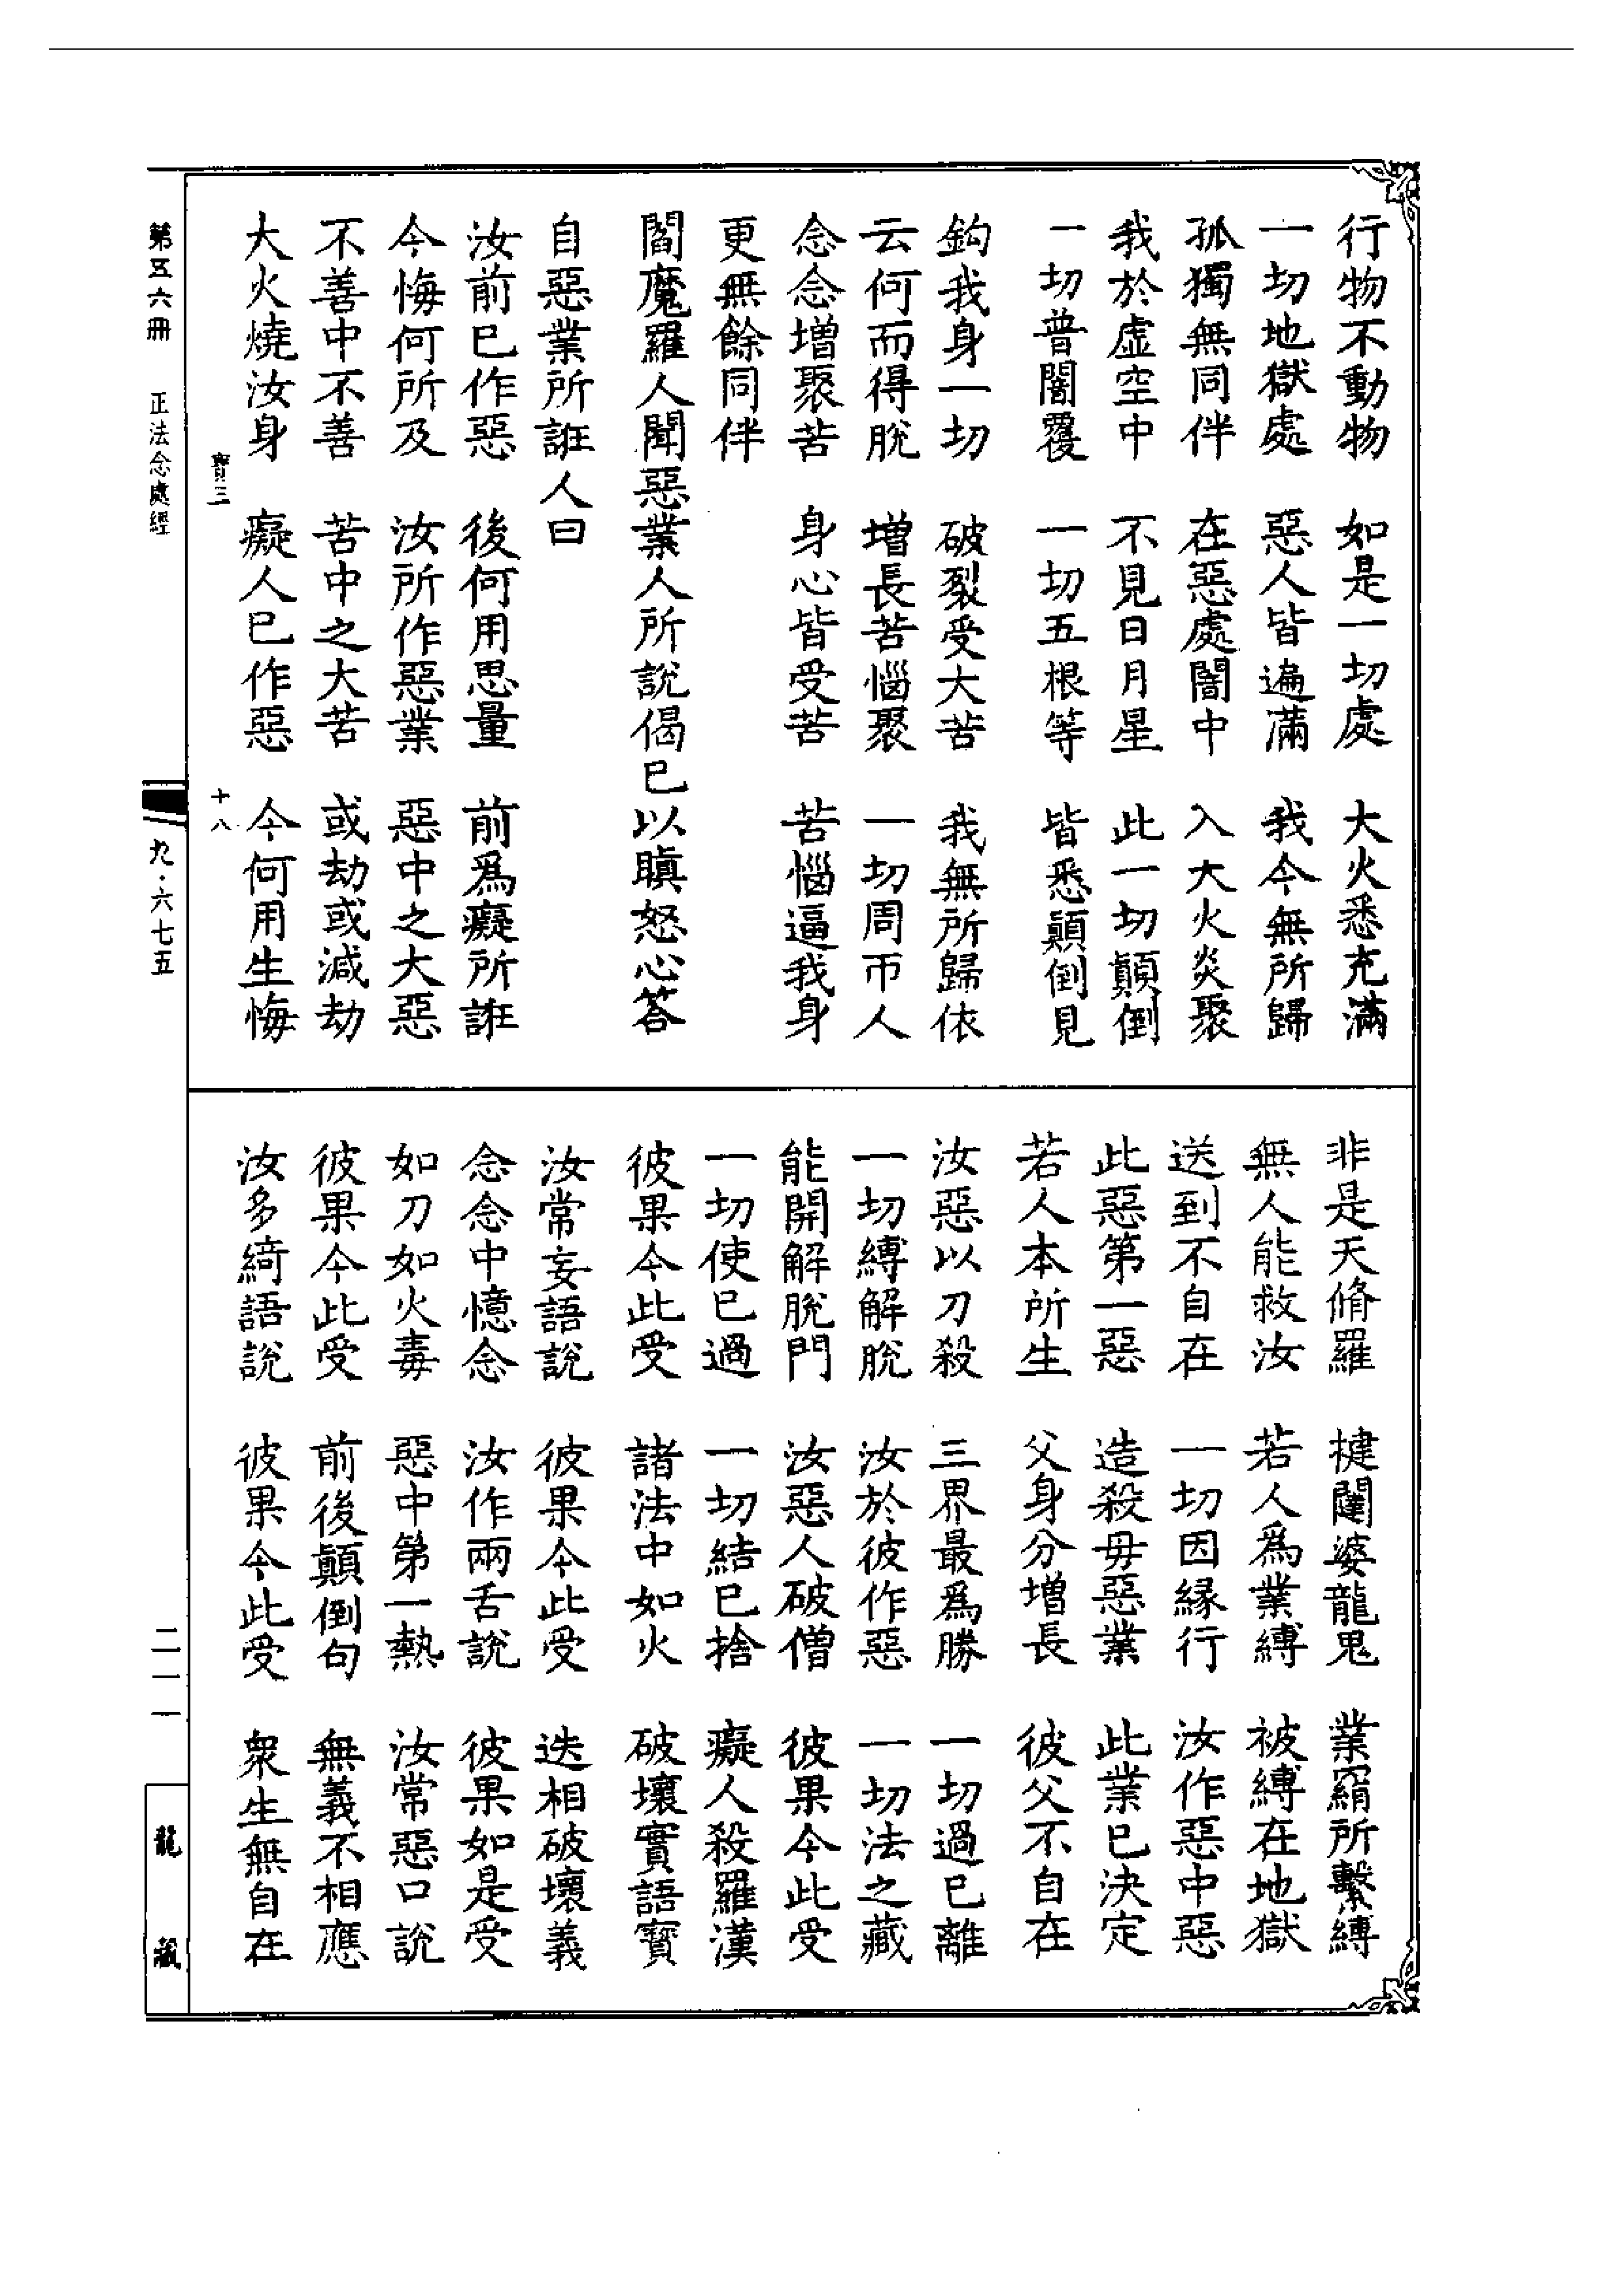 行物不動物　如是一切處　大火悉充滿
一切地獄處　惡人皆遍滿　我今無所歸
孤獨無同伴　在惡處闇中　入大火炎聚
我於虛空中　不見日月星　此一切顛倒
一切普闇覆　一切五根等　皆悉顛倒見
鈎我身一切　破裂受大苦　我無所歸依
云何而得脫　增長苦惱聚　一切周帀人
念念增聚苦　身心皆受苦　苦惱逼我身
更無餘同伴
閻魔羅人聞惡業人所說偈已以瞋怒心答
自惡業所誑人曰
汝前已作惡　後何用思量　前爲癡所誑
今悔何所及　汝所作惡業　惡中之大惡
不善中不善　苦中之大苦　或劫或減劫
大火燒汝身　癡人已作惡　今何用生悔
寶三　十八
非是天脩羅　揵闥婆龍鬼　業羂所繫縛
無人能救汝　若人爲業縛　被縛在地獄
送到不自在　一切因緣行　汝作惡中惡
此惡第一惡　造殺毋惡業　此業已決定
若人本所生　父身分增長　彼父不自在
汝惡以刀殺　三界最爲勝　一切過已離
一切縛解脫　汝於彼作惡　一切法之藏
能開解脫門　汝惡人破僧　彼果今此受
一切使已過　一切結已捨　癡人殺羅漢
彼果今此受　諸法中如火　破壞實語寶
汝常妄語說　彼果今此受　迭相破壞義
念念中憶念　汝作兩舌說　彼果如是受
如刀如火毒　惡中第一熱　汝常惡口說
彼果今此受　前後顛倒句　無義不相應
汝多綺語說　彼果今此受　衆生無自在
第五六冊　正法念處經
九·六七五
二一一
龍藏